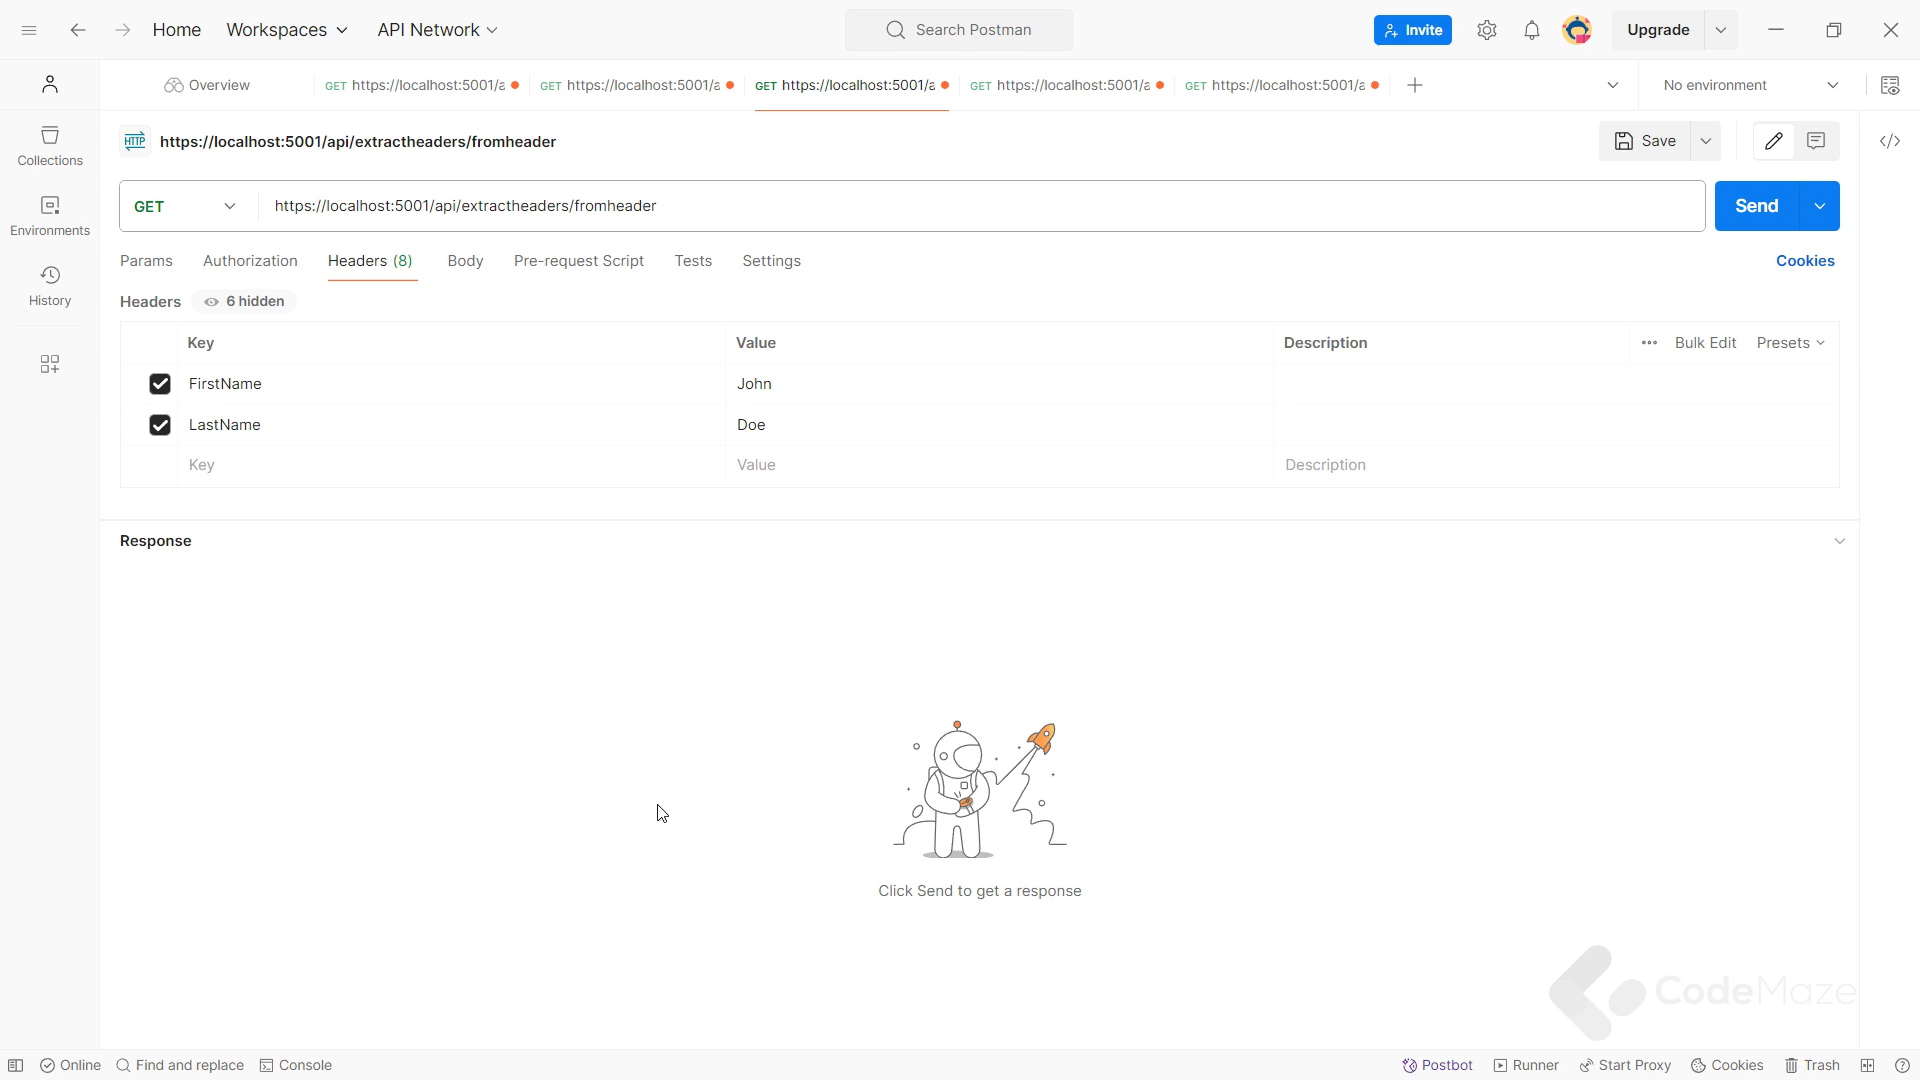 Home Workspaces API Network Search Postman Invite Upgrade
Overview GET https://localhost:5001/a GET https://localhost:5001/a GET https://localhost:5001/a GET https://localhost:5001/a GET https://localhost:5001/a No environment
HTTP https://localhost:5001/api/extractheaders/fromheader Save
Collections
GET https://localhost:5001/api/extractheaders/fromheader Send
Environments
Params Authorization Headers (8) Body Pre-request Script Tests Settings Cookies
History
Headers 6 hidden
Key Value Description Bulk Edit Presets
FirstName John
LastName Doe
Key Value Description
Response
Click Send to get a response
CodeMaze
Online Find and replace Console Postbot Runner Start Proxy Cookies Trash